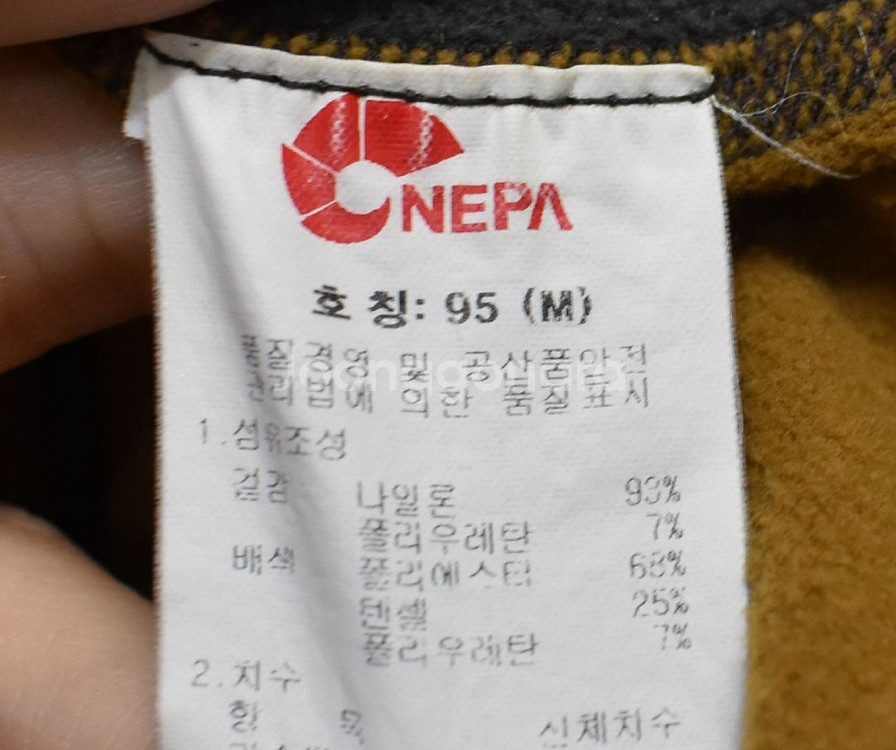 NEPA
호칭: 95 (M)
품질경영 및 공산품안전
관리법에 의한 품질표시
1.섬유조성
겉감 나일론 93%
폴리우레탄 7%
배색 폴리에스터 68%
면 25%
폴리우레탄 7%
2.치수
신체치수